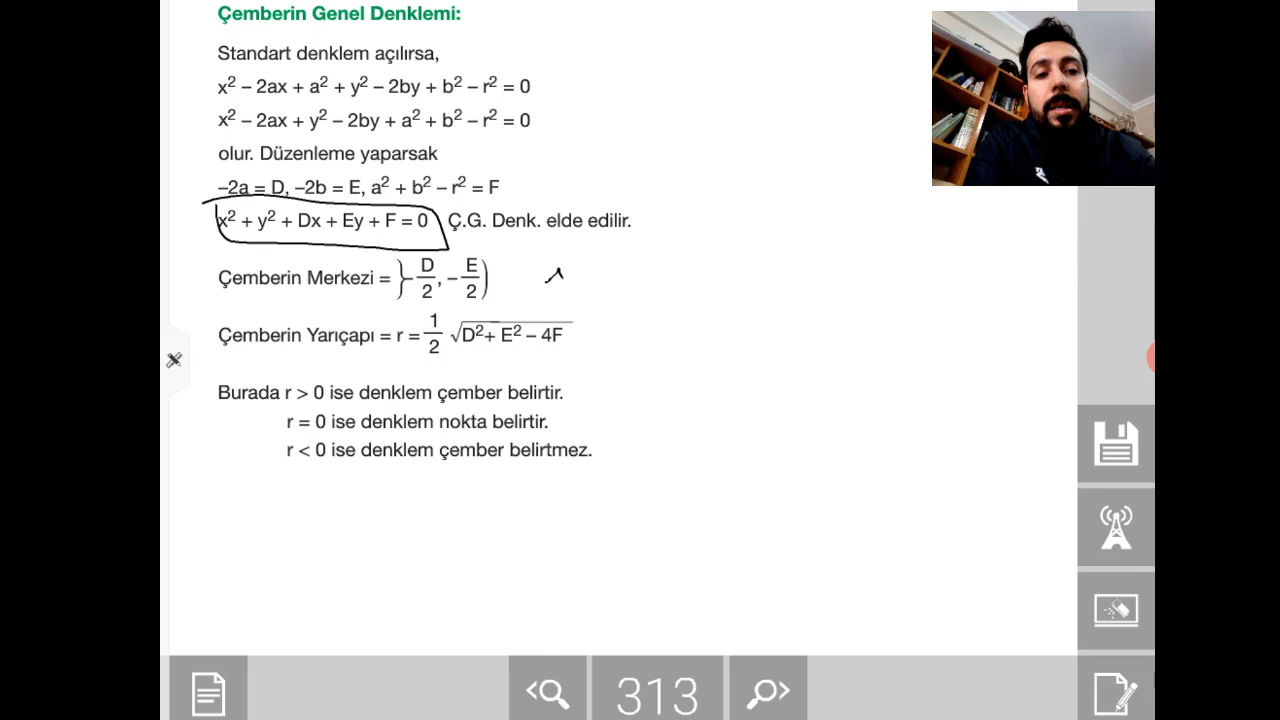 Çemberin Genel Denklemi:
Standart denklem açılırsa,
x² – 2ax + a² + y² – 2by + b² – r² = 0
x² – 2ax + y² – 2by + a² + b² – r² = 0
olur. Düzenleme yaparsak
–2a = D, –2b = E, a² + b² – r² = F
x² + y² + Dx + Ey + F = 0 Ç.G. Denk. elde edilir.
Çemberin Merkezi = }-D/2, -E/2)
Çemberin Yarıçapı = r = 1/2 √D² + E² – 4F
Burada r > 0 ise denklem çember belirtir.
r = 0 ise denklem nokta belirtir.
r < 0 ise denklem çember belirtmez.
313